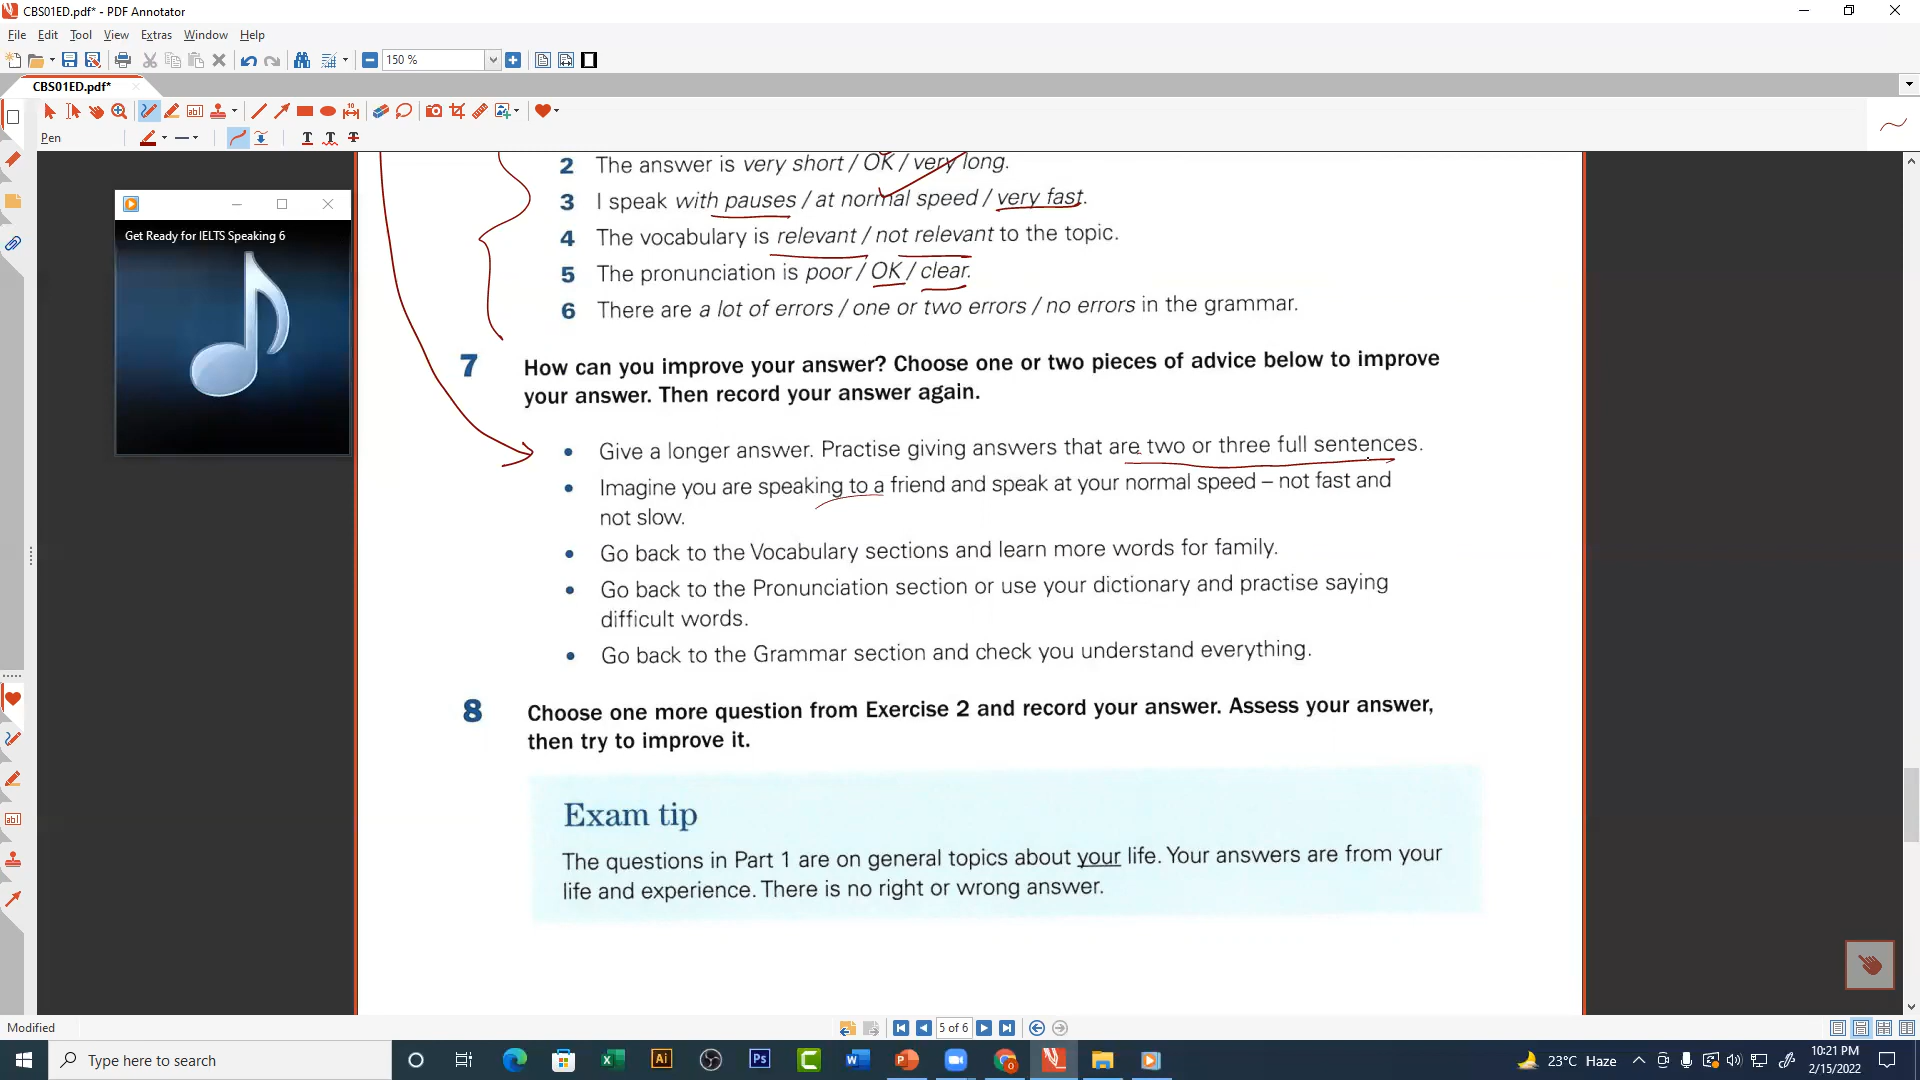 CBS01ED.pdf* - PDF Annotator
File Edit Tool View Extras Window Help
150 %
CBS01ED.pdf*
Pen
Get Ready for IELTS Speaking 6
2 The answer is very short / OK / very long.
3 I speak with pauses / at normal speed / very fast.
4 The vocabulary is relevant / not relevant to the topic.
5 The pronunciation is poor / OK / clear.
6 There are a lot of errors / one or two errors / no errors in the grammar.
7 How can you improve your answer? Choose one or two pieces of advice below to improve
your answer. Then record your answer again.
• Give a longer answer. Practise giving answers that are two or three full sentences.
• Imagine you are speaking to a friend and speak at your normal speed – not fast and
not slow.
• Go back to the Vocabulary sections and learn more words for family.
• Go back to the Pronunciation section or use your dictionary and practise saying
difficult words.
• Go back to the Grammar section and check you understand everything.
8 Choose one more question from Exercise 2 and record your answer. Assess your answer,
then try to improve it.
Exam tip
The questions in Part 1 are on general topics about your life. Your answers are from your
life and experience. There is no right or wrong answer.
Modified
5 of 6
Type here to search
23°C Haze
10:21 PM
2/15/2022